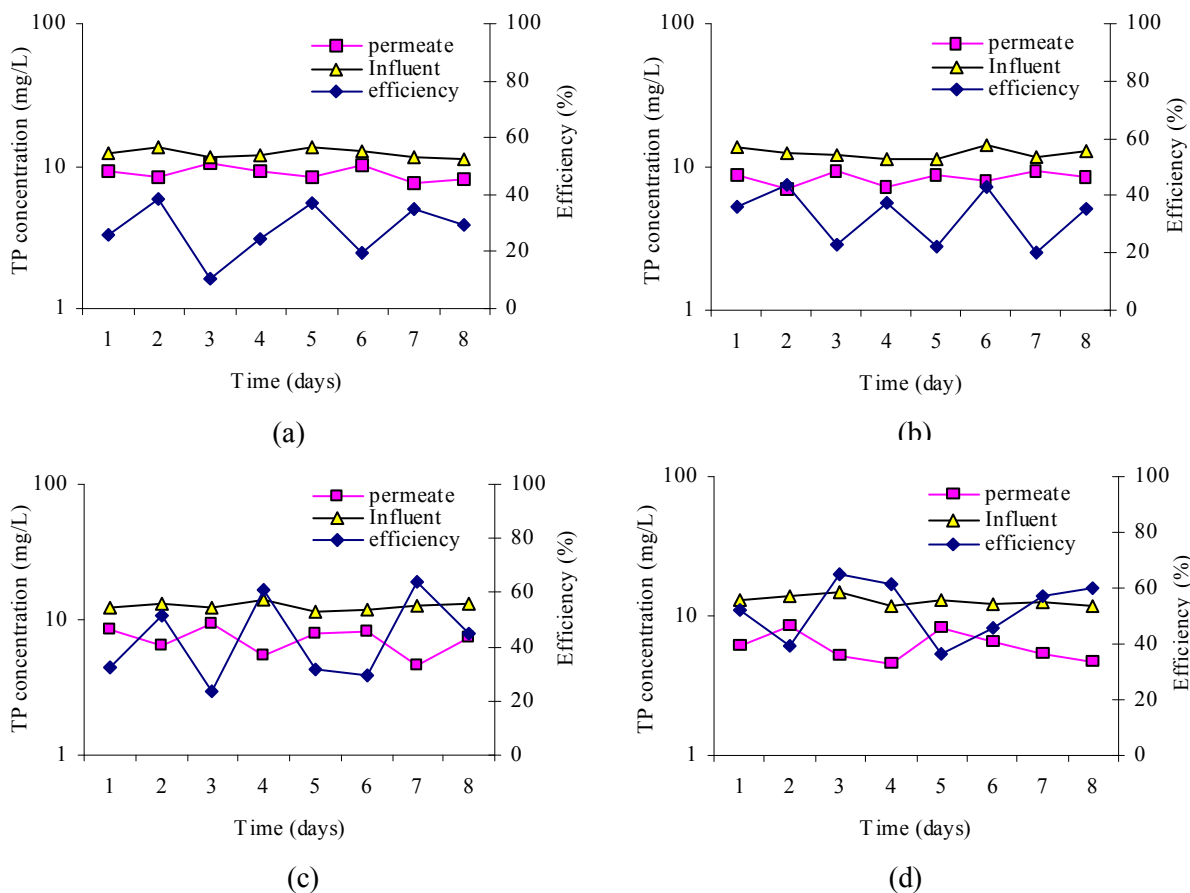 100
10
1
TP concentration (mg/L)
permeate
Influent
efficiency
100
80
60
40
20
0
Efficiency (%)
1 2 3 4 5 6 7 8
Time (days)
(a)
100
10
1
TP concentration (mg/L)
permeate
Influent
efficiency
100
80
60
40
20
0
Efficiency (%)
1 2 3 4 5 6 7 8
Time (day)
(b)
100
10
1
TP concentration (mg/L)
permeate
Influent
efficiency
100
80
60
40
20
0
Efficiency (%)
1 2 3 4 5 6 7 8
Time (days)
(c)
100
10
1
TP concentration (mg/L)
permeate
Influent
efficiency
100
80
60
40
20
0
Efficiency (%)
1 2 3 4 5 6 7 8
Time (days)
(d)